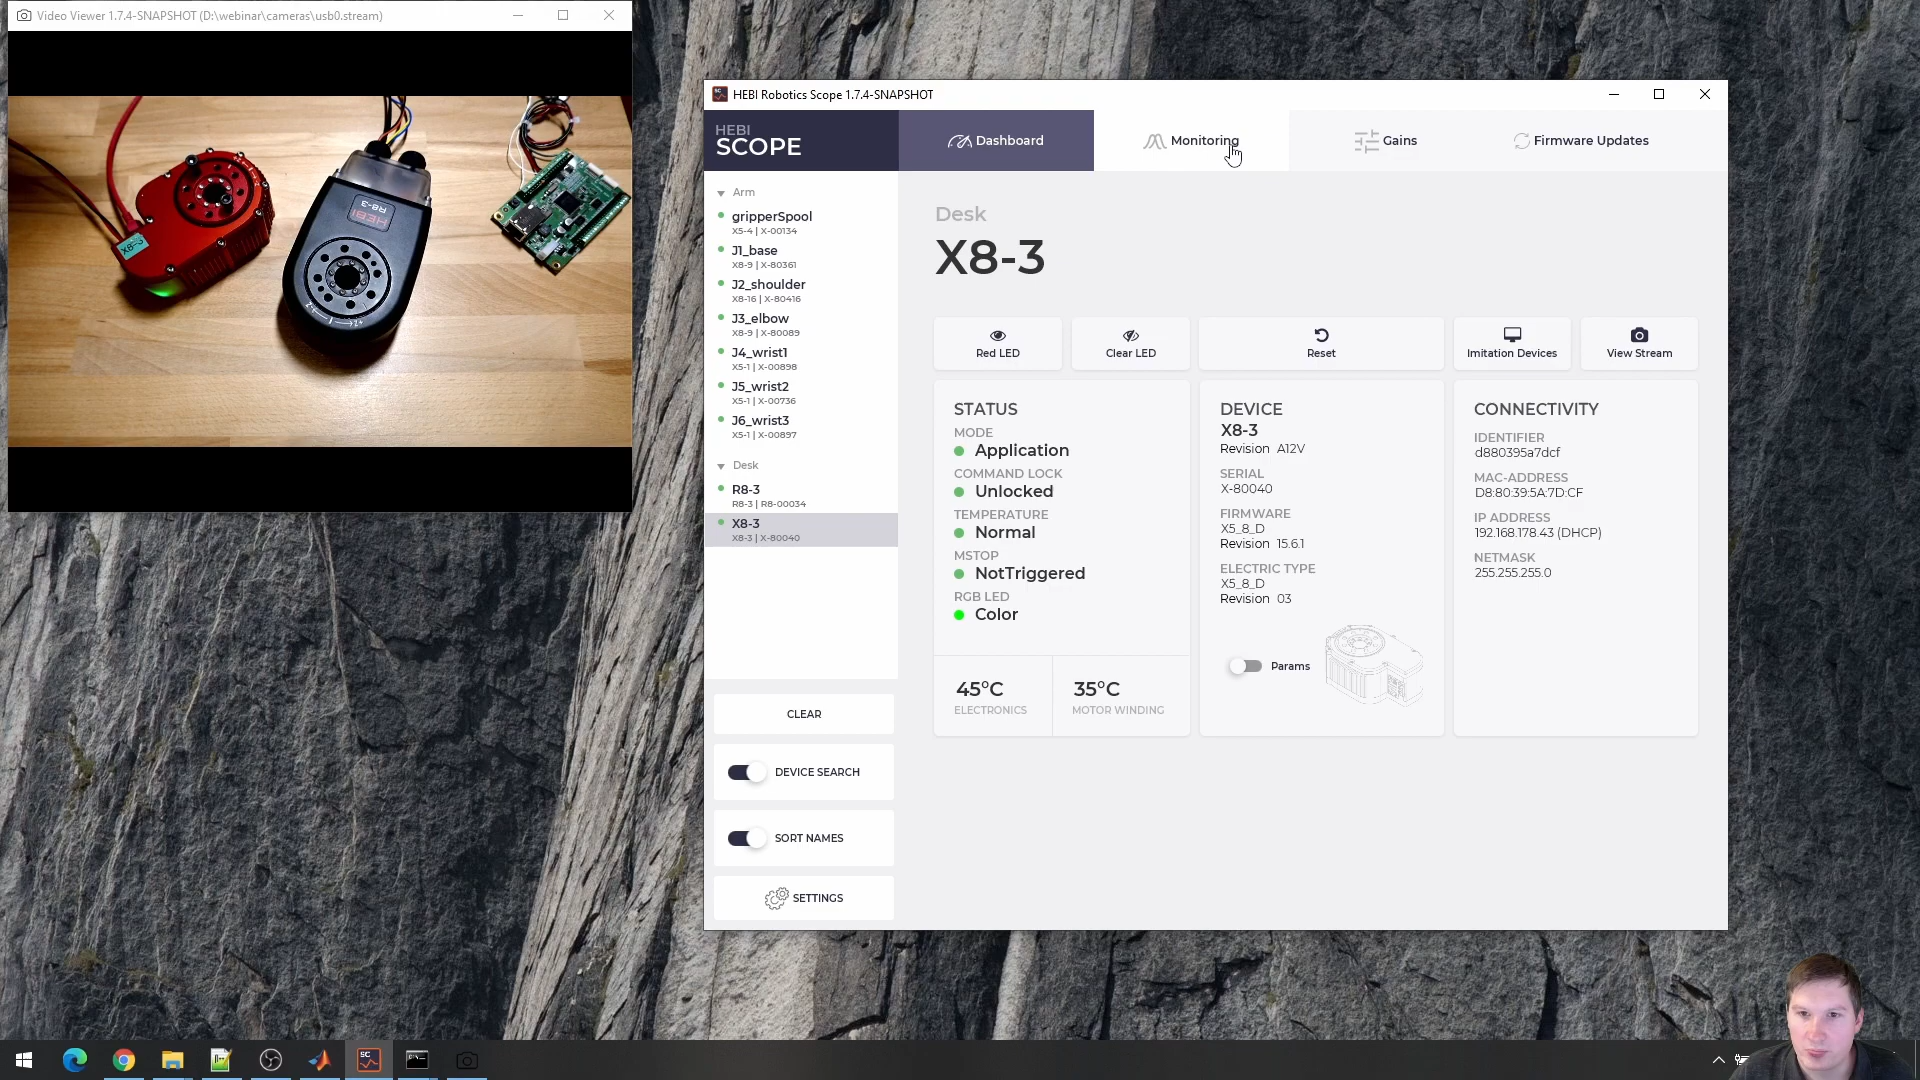 Video Viewer 1.7.4-SNAPSHOT (D:\webinar\cameras\usb0.stream)
X8-3
HEBI
R8-3
HEBI Robotics Scope 1.7.4-SNAPSHOT
HEBI
SCOPE
Dashboard
Monitoring
Gains
Firmware Updates
Arm
gripperSpool
X5-4 | X-00134
J1_base
X8-9 | X-80361
J2_shoulder
X8-16 | X-80416
J3_elbow
X8-9 | X-80089
J4_wrist1
X5-1 | X-00898
J5_wrist2
X5-1 | X-00736
J6_wrist3
X5-1 | X-00897
Desk
R8-3
R8-3 | R8-00034
X8-3
X8-3 | X-80040
CLEAR
DEVICE SEARCH
SORT NAMES
SETTINGS
Desk
X8-3
Red LED
Clear LED
Reset
Imitation Devices
View Stream
STATUS
MODE
Application
COMMAND LOCK
Unlocked
TEMPERATURE
Normal
MSTOP
NotTriggered
RGB LED
Color
45°C
ELECTRONICS
35°C
MOTOR WINDING
DEVICE
X8-3
Revision A12V
SERIAL
X-80040
FIRMWARE
X5_8_D
Revision 15.6.1
ELECTRIC TYPE
X5_8_D
Revision 03
Params
CONNECTIVITY
IDENTIFIER
d880395a7dcf
MAC-ADDRESS
D8:80:39:5A:7D:CF
IP ADDRESS
192.168.178.43 (DHCP)
NETMASK
255.255.255.0
SC